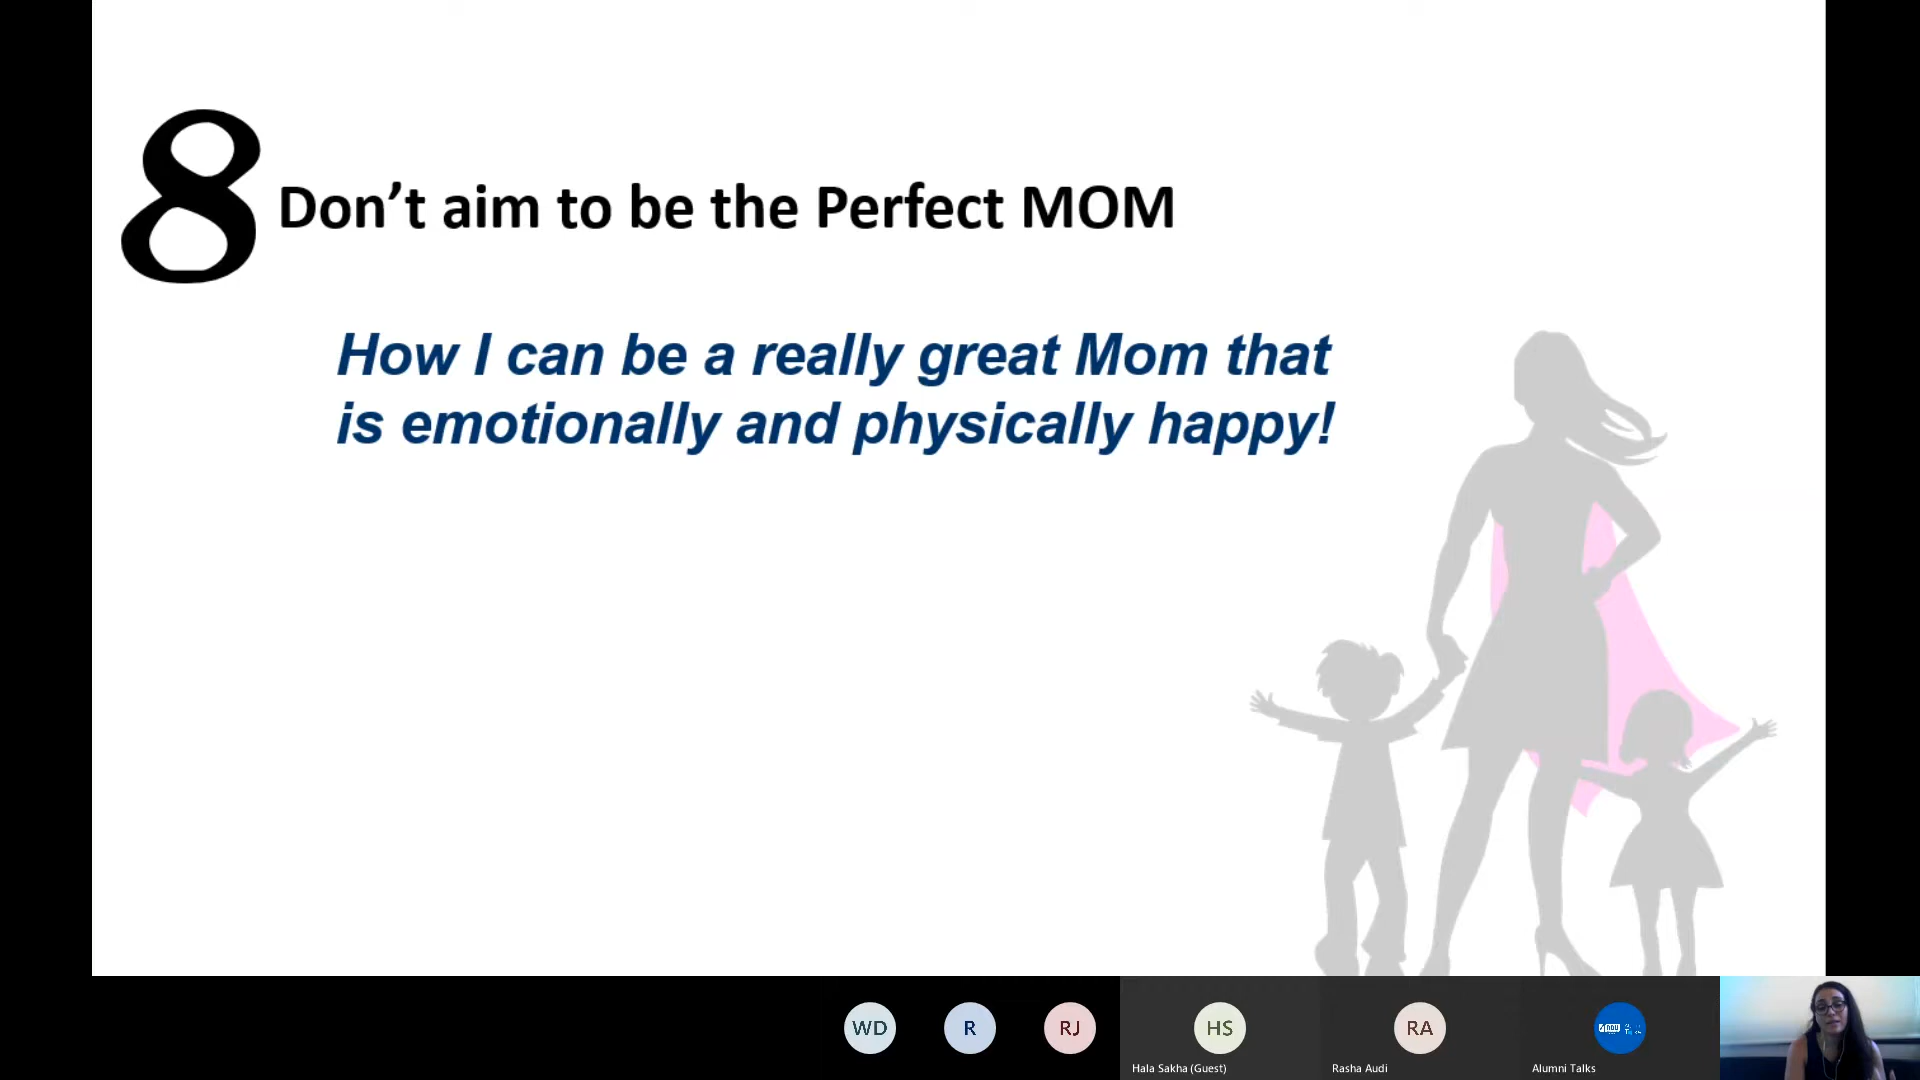 8
Don’t aim to be the Perfect MOM
How I can be a really great Mom that
is emotionally and physically happy!
WD
R
RJ
HS
RA
Hala Sakha (Guest)
Rasha Audi
Alumni Talks